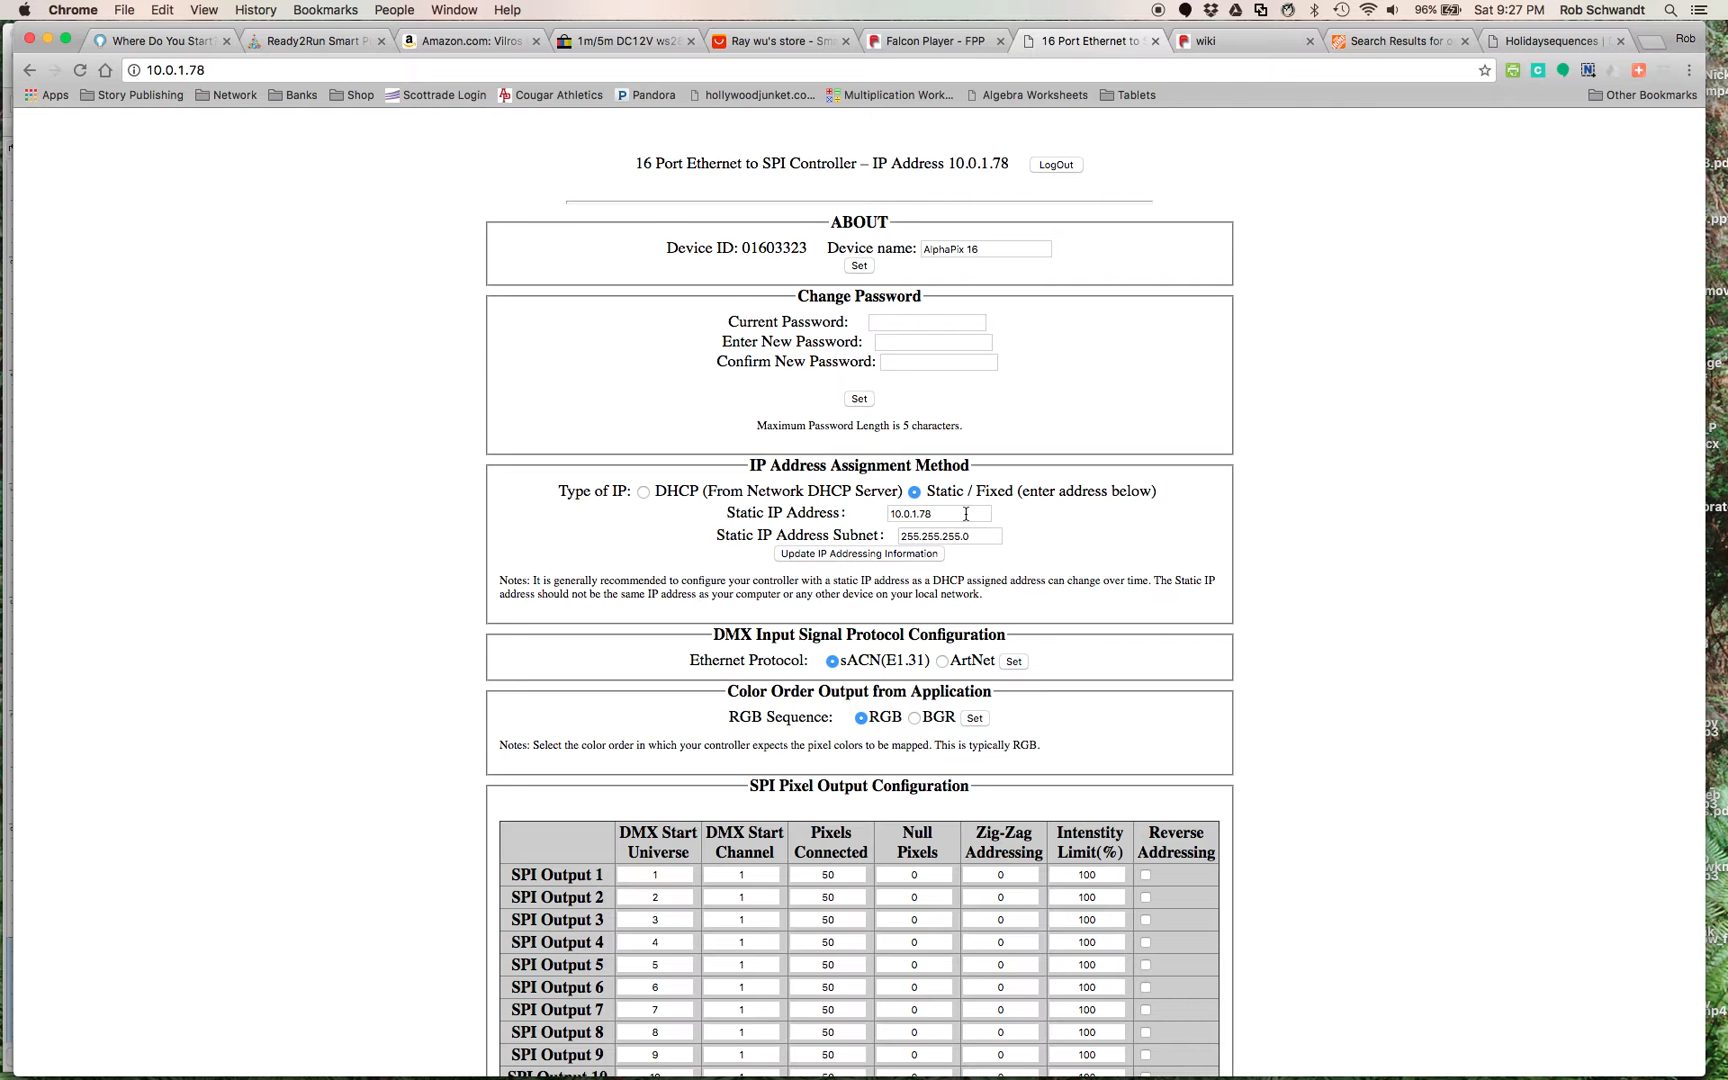 Chrome File Edit View History Bookmarks People Window Help 96% Sat 9:27 PM Rob Schwandt
Where Do You Start? Ready2Run Smart P Amazon.com: Vilros 1m/5m DC12V ws28 Ray wu's store - Sm Falcon Player - FPP 16 Port Ethernet to S wiki Search Results for o Holidaysequences | Rob
10.0.1.78
Apps Story Publishing Network Banks Shop Scottrade Login Cougar Athletics Pandora hollywoodjunket.co... Multiplication Work... Algebra Worksheets Tablets Other Bookmarks
16 Port Ethernet to SPI Controller – IP Address 10.0.1.78 LogOut
ABOUT
Device ID: 01603323 Device name: AlphaPix 16
Set
Change Password
Current Password:
Enter New Password:
Confirm New Password:
Set
Maximum Password Length is 5 characters.
IP Address Assignment Method
Type of IP: DHCP (From Network DHCP Server) Static / Fixed (enter address below)
Static IP Address: 10.0.1.78
Static IP Address Subnet: 255.255.255.0
Update IP Addressing Information
Notes: It is generally recommended to configure your controller with a static IP address as a DHCP assigned address can change over time. The Static IP
address should not be the same IP address as your computer or any other device on your local network.
DMX Input Signal Protocol Configuration
Ethernet Protocol: sACN(E1.31) ArtNet Set
Color Order Output from Application
RGB Sequence: RGB BGR Set
Notes: Select the color order in which your controller expects the pixel colors to be mapped. This is typically RGB.
SPI Pixel Output Configuration
DMX Start DMX Start Pixels Null Zig-Zag Intenstity Reverse
Universe Channel Connected Pixels Addressing Limit(%) Addressing
SPI Output 1 1 1 50 0 0 100
SPI Output 2 2 1 50 0 0 100
SPI Output 3 3 1 50 0 0 100
SPI Output 4 4 1 50 0 0 100
SPI Output 5 5 1 50 0 0 100
SPI Output 6 6 1 50 0 0 100
SPI Output 7 7 1 50 0 0 100
SPI Output 8 8 1 50 0 0 100
SPI Output 9 9 1 50 0 0 100
SPI Output 10